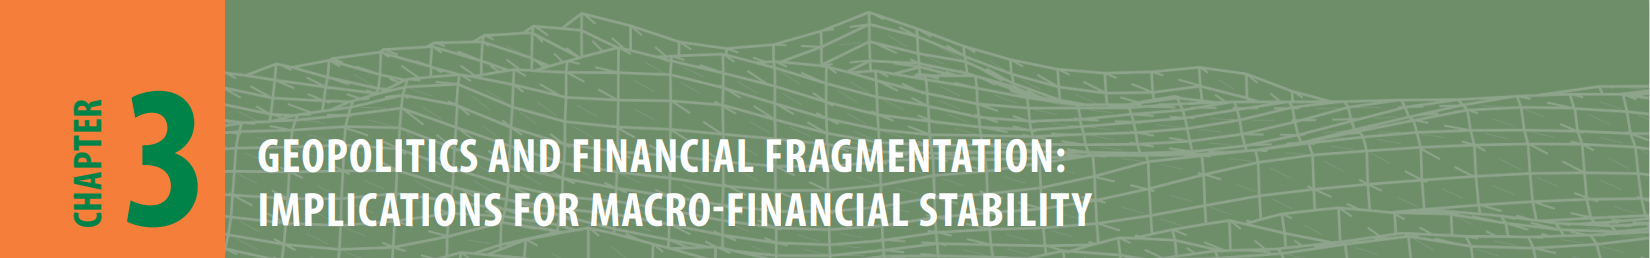 CHAPTER
3
GEOPOLITICS AND FINANCIAL FRAGMENTATION:
IMPLICATIONS FOR MACRO-FINANCIAL STABILITY